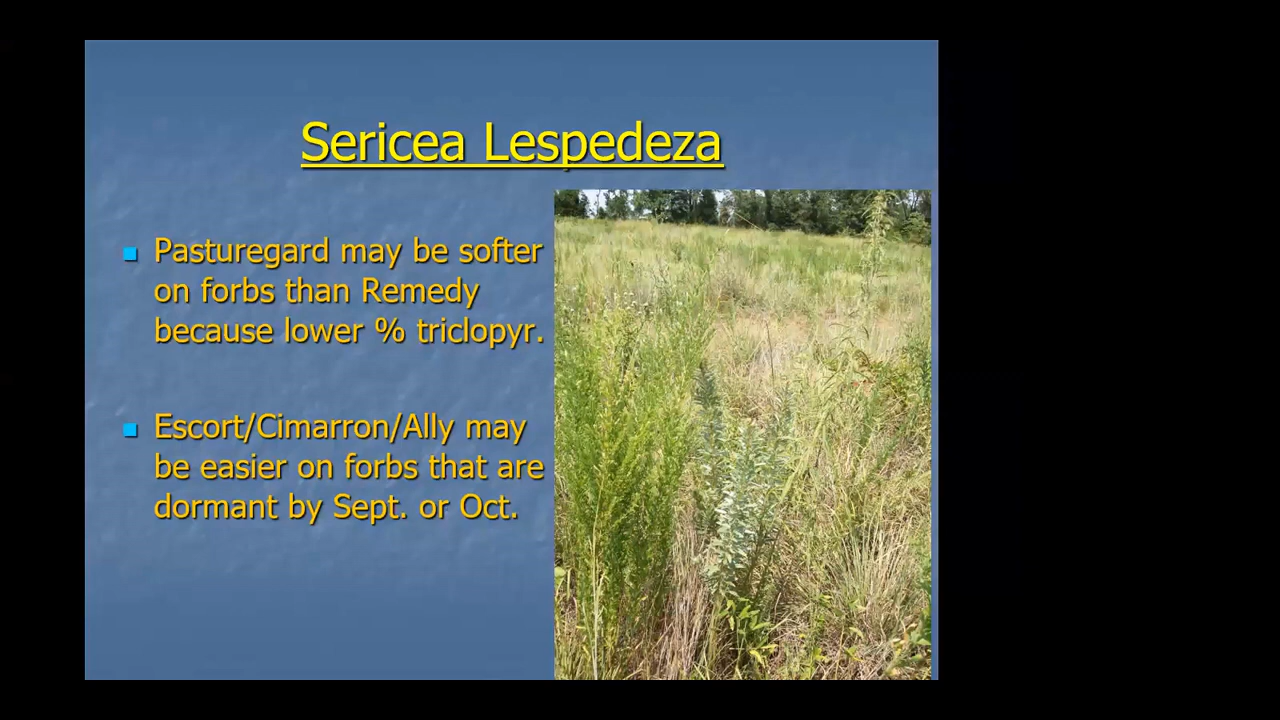 Sericea Lespedeza
Pasturegard may be softer
on forbs than Remedy
because lower % triclopyr.
Escort/Cimarron/Ally may
be easier on forbs that are
dormant by Sept. or Oct.